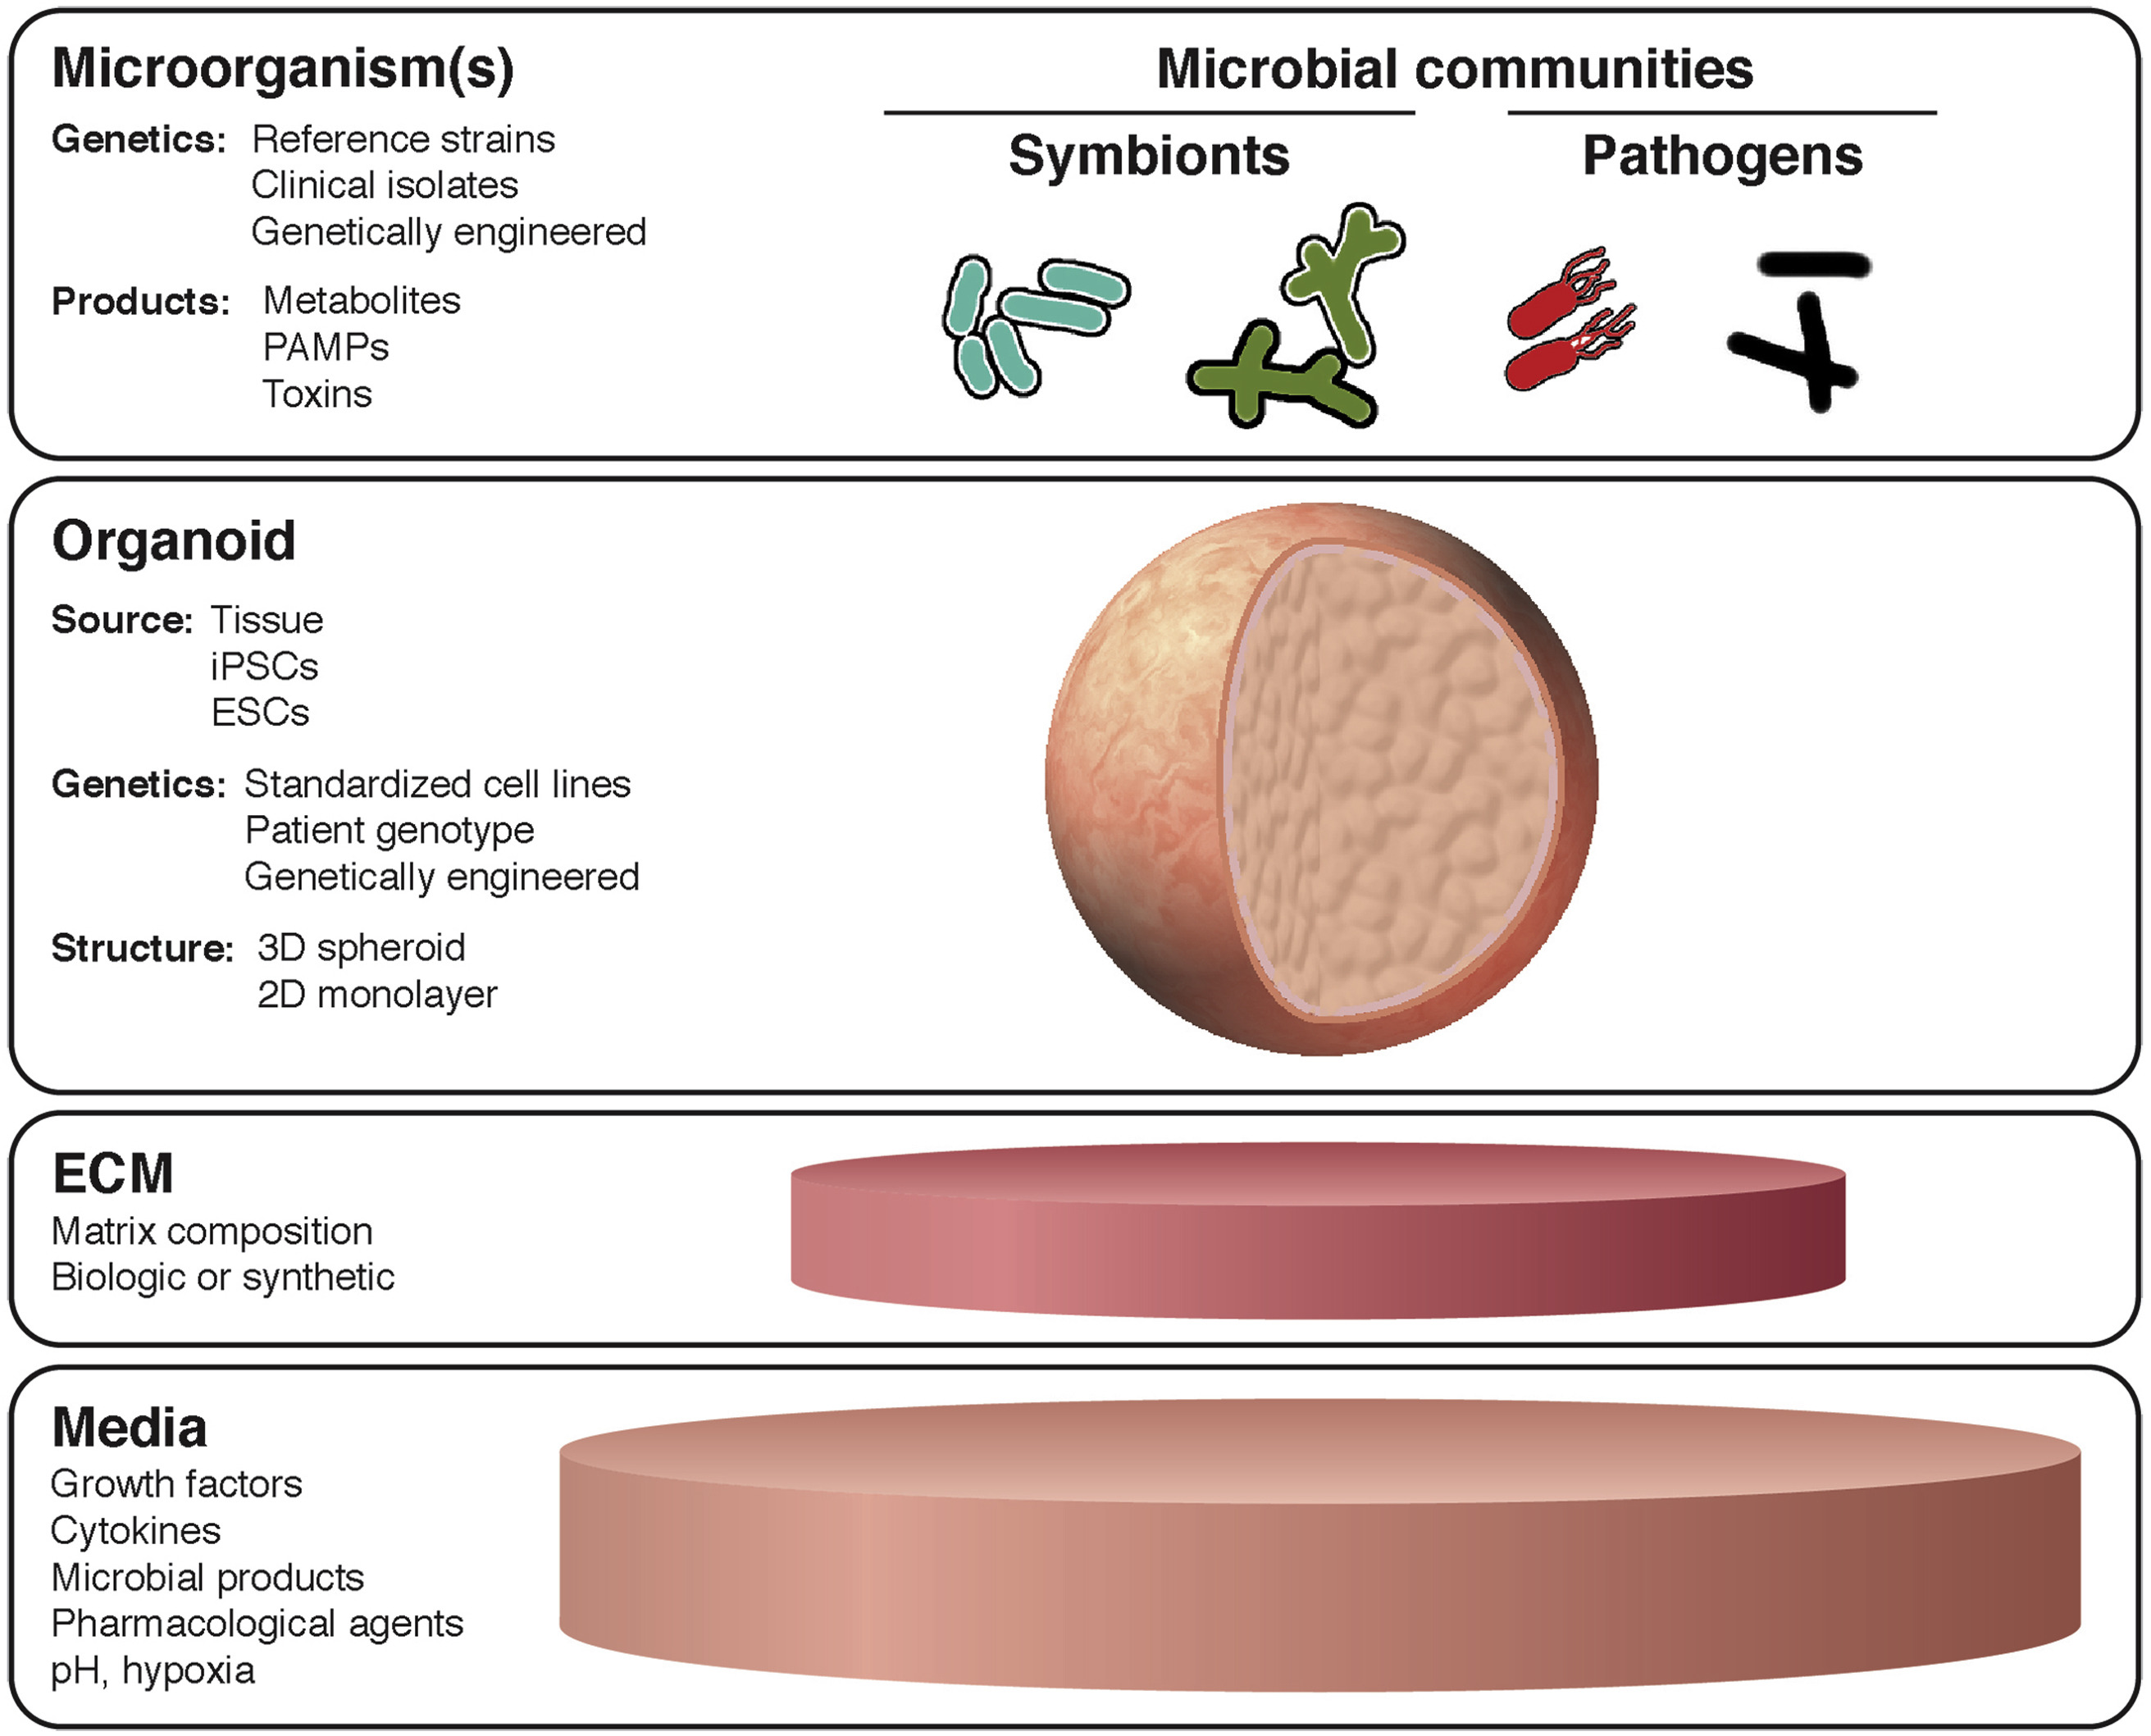 Microorganism(s)
Genetics: Reference strains
Clinical isolates
Genetically engineered
Products: Metabolites
PAMPs
Toxins
Microbial communities
Symbionts
Pathogens
Organoid
Source: Tissue
iPSCs
ESCs
Genetics: Standardized cell lines
Patient genotype
Genetically engineered
Structure: 3D spheroid
2D monolayer
ECM
Matrix composition
Biologic or synthetic
Media
Growth factors
Cytokines
Microbial products
Pharmacological agents
pH, hypoxia